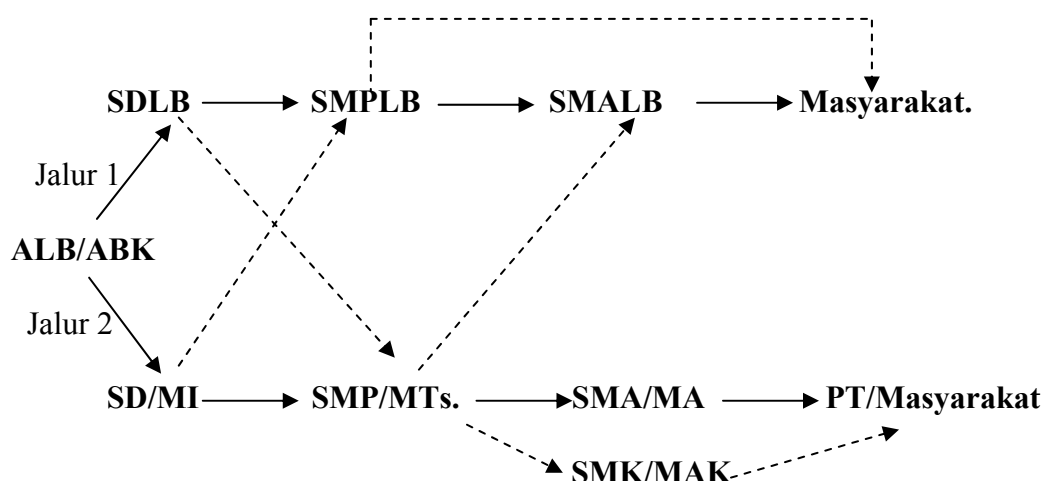 SDLB SMPLB SMALB Masyarakat.
Jalur 1
ALB/ABK
Jalur 2
SD/MI SMP/MTs. SMA/MA PT/Masyarakat
SMK/MAK